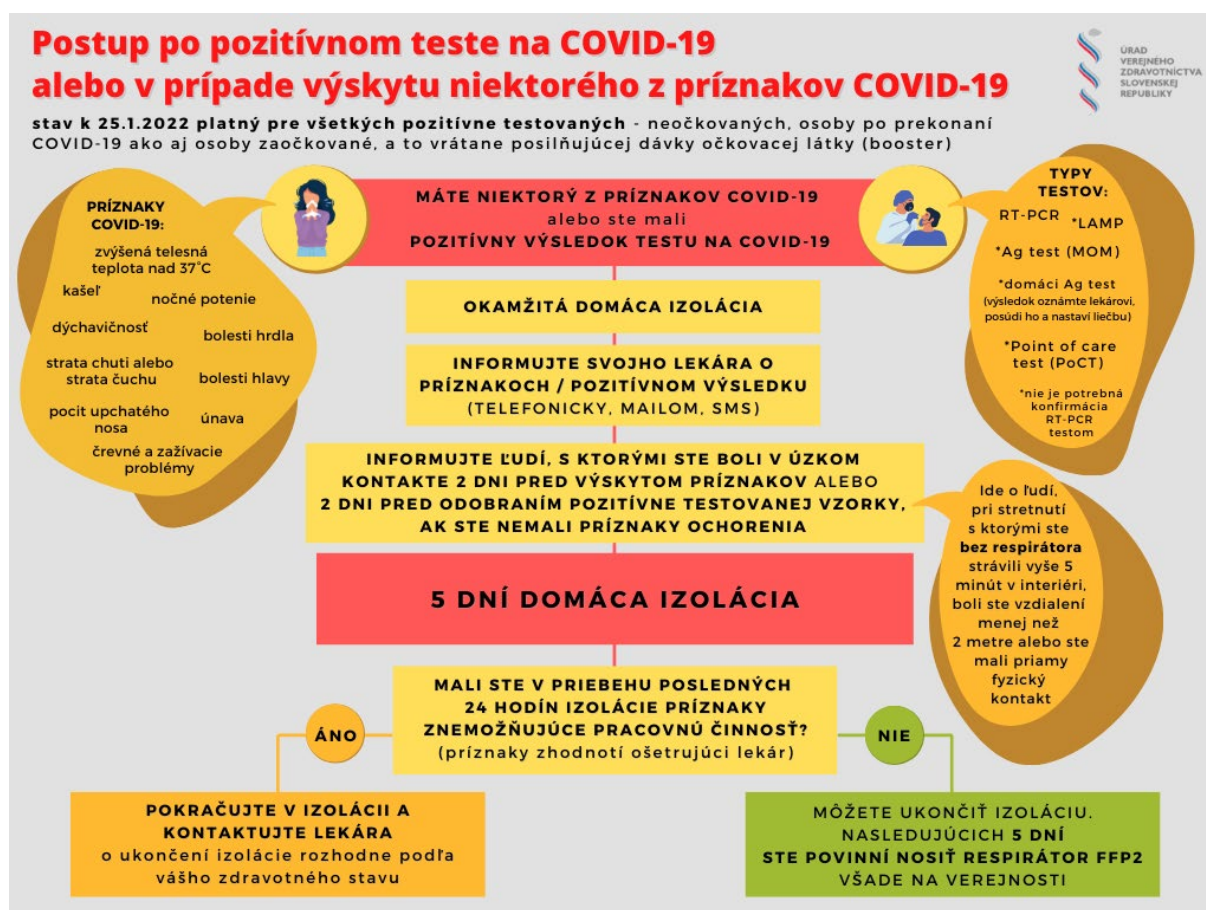 Postup po pozitívnom teste na COVID-19
alebo v prípade výskytu niektorého z príznakov COVID-19
ÚRAD
VEREJNÉHO
ZDRAVOTNÍCTVA
SLOVENSKEJ
REPUBLIKY
stav k 25.1.2022 platný pre všetkých pozitívne testovaných - neočkovaných, osoby po prekonaní
COVID-19 ako aj osoby zaočkované, a to vrátane posilňujúcej dávky očkovacej látky (booster)
PRÍZNAKY
COVID-19:
zvýšená telesná
teplota nad 37°C
kašeľ
nočné potenie
dýchavičnosť
bolesti hrdla
strata chuti alebo
strata čuchu
bolesti hlavy
pocit upchatého
nosa
únava
črevné a zažívacie
problémy
MÁTE NIEKTORÝ Z PRÍZNAKOV COVID-19
alebo ste mali
POZITÍVNY VÝSLEDOK TESTU NA COVID-19
TYPY
TESTOV:
RT-PCR
*LAMP
*Ag test (MOM)
*domáci Ag test
(výsledok oznámte lekárovi,
posúdi ho a nastaví liečbu)
*Point of care
test (PoCT)
*nie je potrebná
konfirmácia
RT-PCR
testom
OKAMŽITÁ DOMÁCA IZOLÁCIA
INFORMUJTE SVOJHO LEKÁRA O
PRÍZNAKOCH / POZITÍVNOM VÝSLEDKU
(TELEFONICKY, MAILOM, SMS)
INFORMUJTE ĽUDÍ, S KTORÝMI STE BOLI V ÚZKOM
KONTAKTE 2 DNI PRED VÝSKYTOM PRÍZNAKOV ALEBO
2 DNI PRED ODOBRANÍM POZITÍVNE TESTOVANEJ VZORKY,
AK STE NEMALI PRÍZNAKY OCHORENIA
Ide o ľudí,
pri stretnutí
s ktorými ste
bez respirátora
strávili vyše 5
minút v interiéri,
boli ste vzdialení
menej než
2 metre alebo ste
mali priamy
fyzický
kontakt
5 DNÍ DOMÁCA IZOLÁCIA
MALI STE V PRIEBEHU POSLEDNÝCH
24 HODÍN IZOLÁCIE PRÍZNAKY
ZNEMOŽŇUJÚCE PRACOVNÚ ČINNOSŤ?
(príznaky zhodnotí ošetrujúci lekár)
ÁNO
NIE
POKRAČUJTE V IZOLÁCII A
KONTAKTUJTE LEKÁRA
o ukončení izolácie rozhodne podľa
vášho zdravotného stavu
MÔŽETE UKONČIŤ IZOLÁCIU.
NASLEDUJÚCICH 5 DNÍ
STE POVINNÍ NOSIŤ RESPIRÁTOR FFP2
VŠADE NA VEREJNOSTI